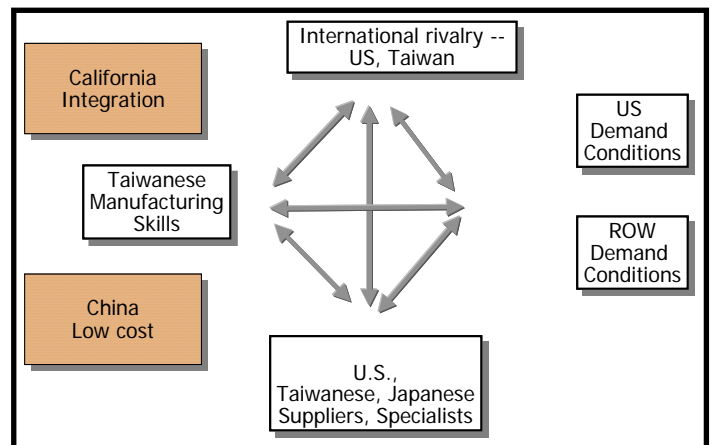 International rivalry --
US, Taiwan
California
Integration
US
Demand
Conditions
Taiwanese
Manufacturing
Skills
ROW
Demand
Conditions
China
Low cost
U.S.,
Taiwanese, Japanese
Suppliers, Specialists